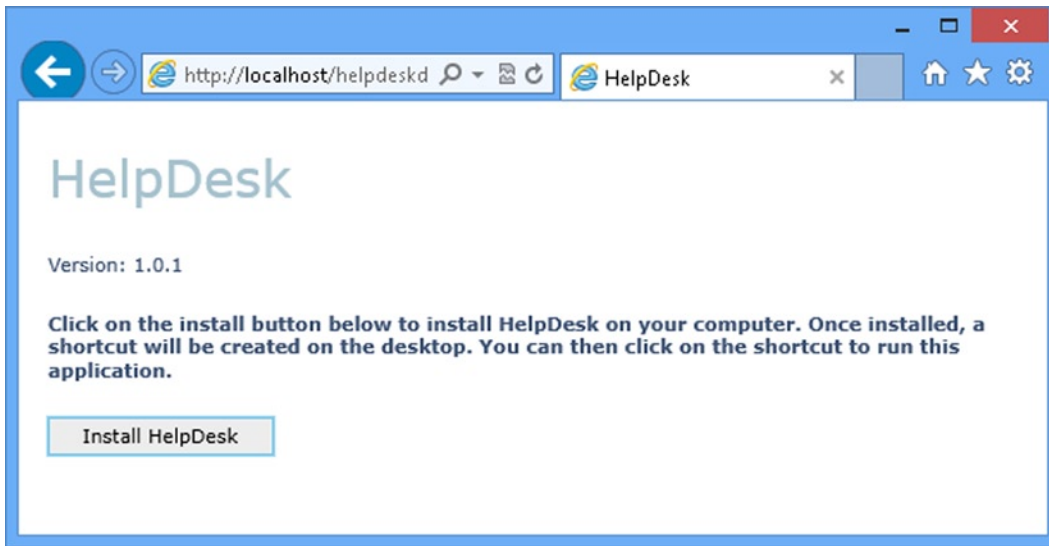 http://localhost/helpdeskd
HelpDesk
HelpDesk
Version: 1.0.1
Click on the install button below to install HelpDesk on your computer. Once installed, a
shortcut will be created on the desktop. You can then click on the shortcut to run this
application.
Install HelpDesk